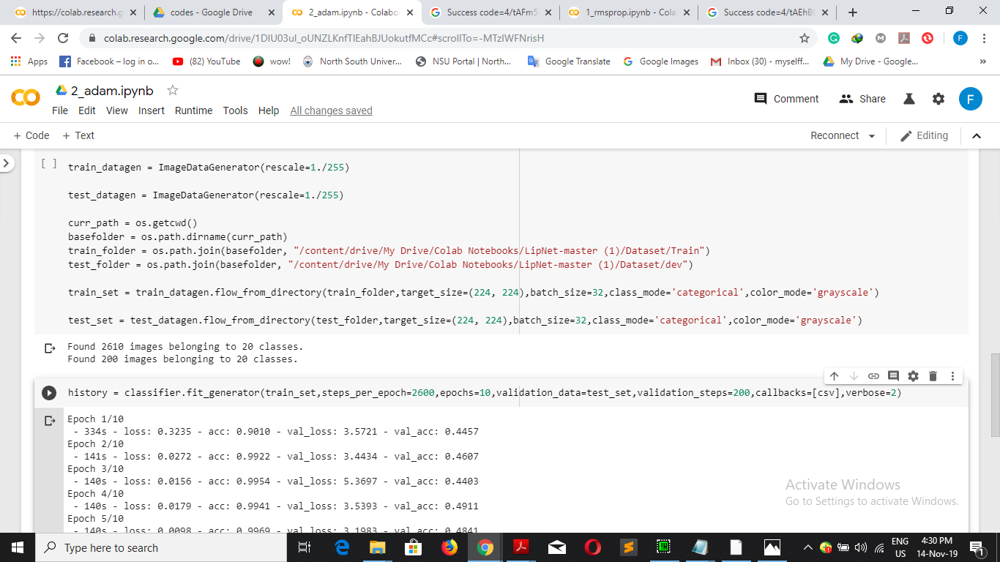 https://colab.research.g
codes - Google Drive
2_adam.ipynb - Colabo
Success code=4/tAFm5
1_rmsprop.ipynb - Cola
Success code=4/tAEhB
colab.research.google.com/drive/1DIU03ul_oUNZLKnfTlEahBJUokutfMCc#scrollTo=-MTzlWFNrisH
F
Apps
Facebook – log in o...
(82) YouTube
wow!
North South Univer...
NSU Portal | North...
Google Translate
Google Images
Inbox (30) - myselff...
My Drive - Google...
2_adam.ipynb
Comment
Share
F
File Edit View Insert Runtime Tools Help All changes saved
+ Code + Text
Reconnect
Editing
[ ]
train_datagen = ImageDataGenerator(rescale=1./255)
test_datagen = ImageDataGenerator(rescale=1./255)
curr_path = os.getcwd()
basefolder = os.path.dirname(curr_path)
train_folder = os.path.join(basefolder, "/content/drive/My Drive/Colab Notebooks/LipNet-master (1)/Dataset/Train")
test_folder = os.path.join(basefolder, "/content/drive/My Drive/Colab Notebooks/LipNet-master (1)/Dataset/dev")
train_set = train_datagen.flow_from_directory(train_folder,target_size=(224, 224),batch_size=32,class_mode='categorical',color_mode='grayscale')
test_set = test_datagen.flow_from_directory(test_folder,target_size=(224, 224),batch_size=32,class_mode='categorical',color_mode='grayscale')
Found 2610 images belonging to 20 classes.
Found 200 images belonging to 20 classes.
history = classifier.fit_generator(train_set,steps_per_epoch=2600,epochs=10,validation_data=test_set,validation_steps=200,callbacks=[csv],verbose=2)
Epoch 1/10
- 334s - loss: 0.3235 - acc: 0.9010 - val_loss: 3.5721 - val_acc: 0.4457
Epoch 2/10
- 141s - loss: 0.0272 - acc: 0.9922 - val_loss: 3.4434 - val_acc: 0.4607
Epoch 3/10
- 140s - loss: 0.0156 - acc: 0.9954 - val_loss: 5.3697 - val_acc: 0.4403
Epoch 4/10
- 140s - loss: 0.0179 - acc: 0.9941 - val_loss: 3.5393 - val_acc: 0.4911
Epoch 5/10
- 140s - loss: 0.0098 - acc: 0.9969 - val_loss: 3.1983 - val_acc: 0.4841
Activate Windows
Go to Settings to activate Windows.
Type here to search
ENG
US
4:30 PM
14-Nov-19
1